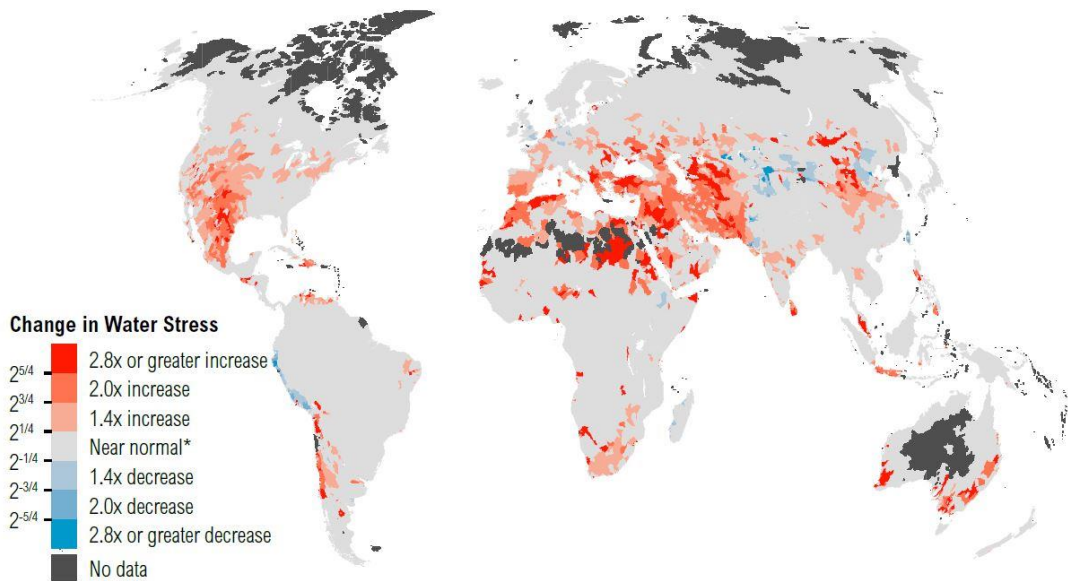 Change in Water Stress
2.8x or greater increase
2^5/4
2.0x increase
2^3/4
1.4x increase
2^1/4
Near normal*
2^-1/4
1.4x decrease
2^-3/4
2.0x decrease
2^-5/4
2.8x or greater decrease
No data